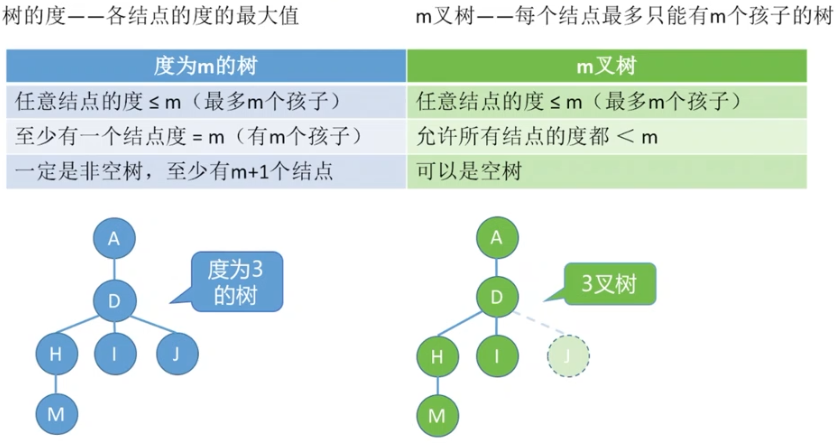 树的度——各结点的度的最大值
m叉树——每个结点最多只能有m个孩子的树
度为m的树
m叉树
任意结点的度 ≤ m（最多m个孩子）
任意结点的度 ≤ m（最多m个孩子）
至少有一个结点度 = m（有m个孩子）
允许所有结点的度都 < m
一定是非空树，至少有m+1个结点
可以是空树
A
D
H
I
J
M
度为3
的树
A
D
H
I
J
M
3叉树